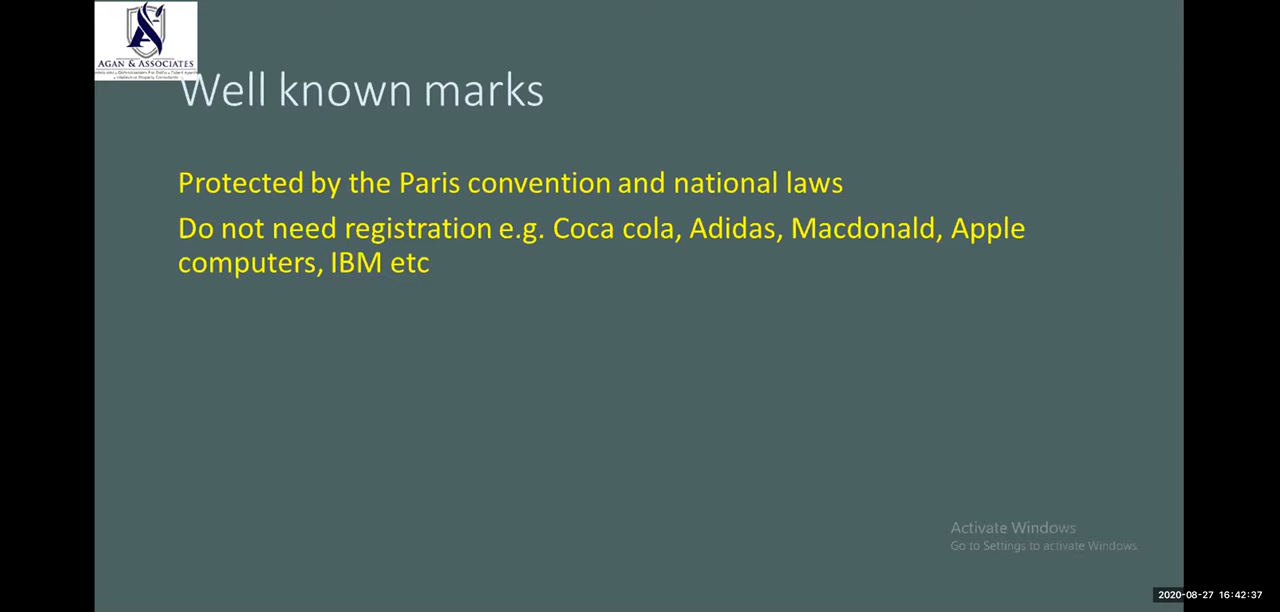 AGAN & ASSOCIATES
Well known marks
Protected by the Paris convention and national laws
Do not need registration e.g. Coca cola, Adidas, Macdonald, Apple
computers, IBM etc
Activate Windows
Go to Settings to activate Windows.
2020-08-27 16:42:37